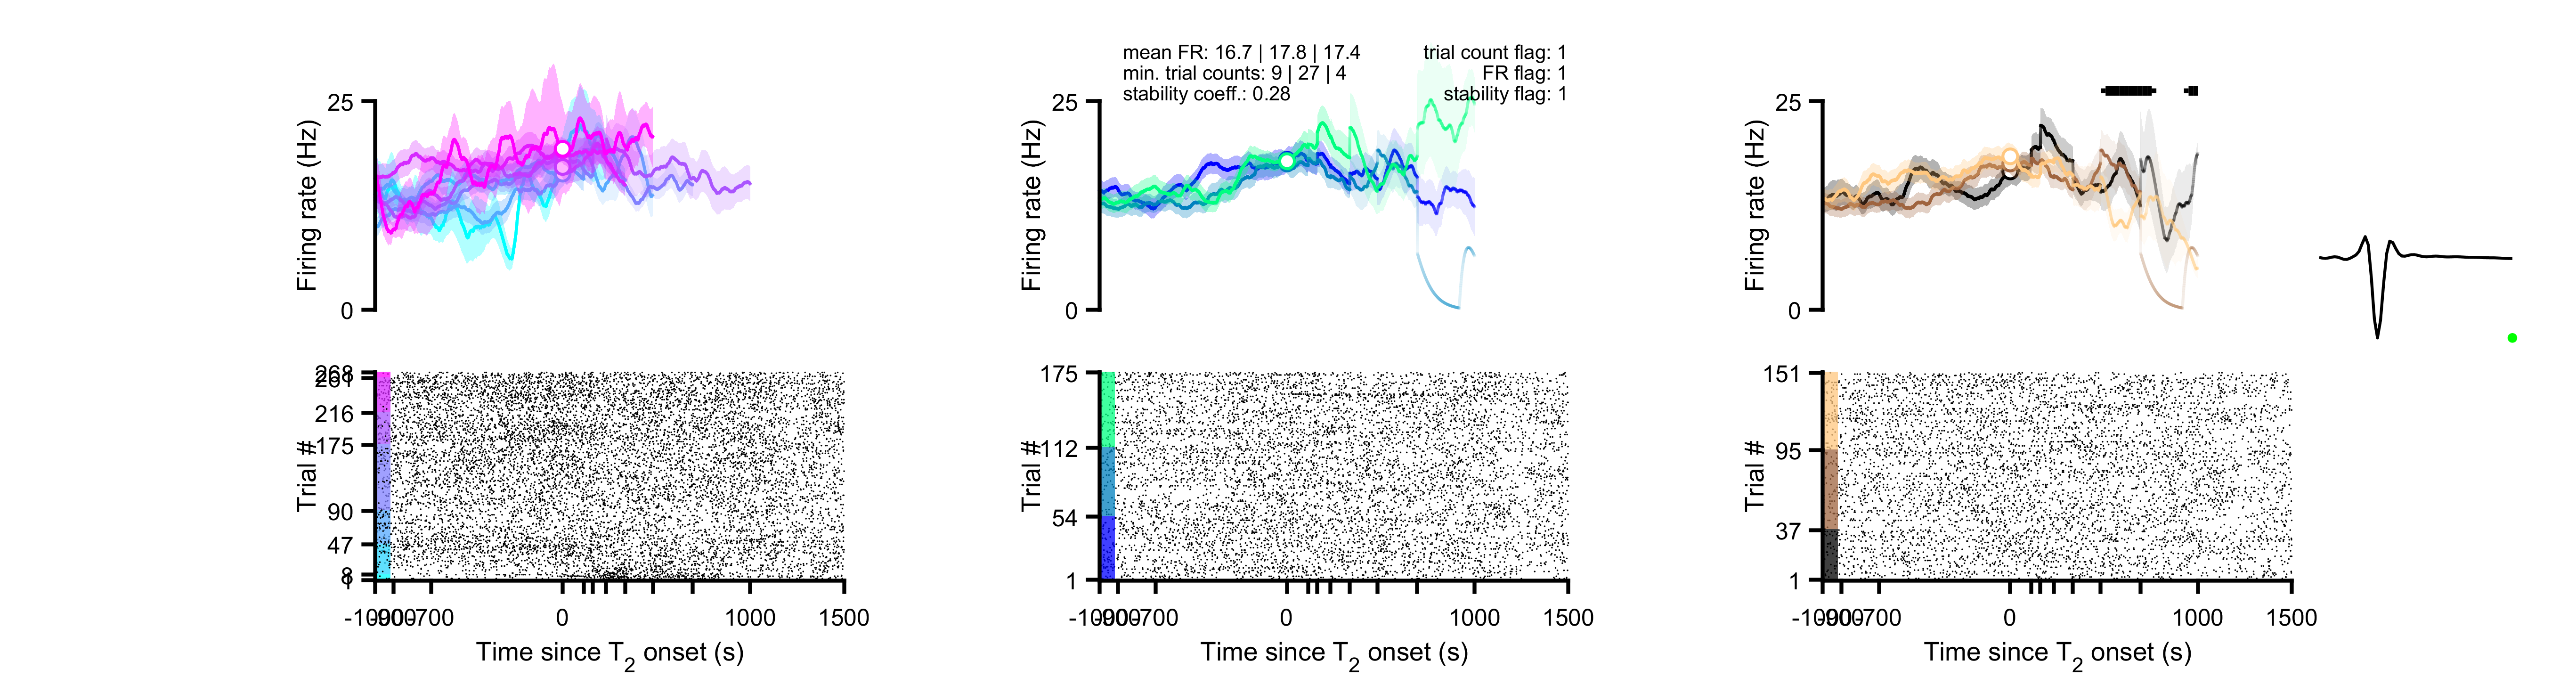 mean FR: 16.7 | 17.8 | 17.4
min. trial counts: 9 | 27 | 4
stability coeff.: 0.28
trial count flag: 1
FR flag: 1
stability flag: 1
Firing rate (Hz)
25
0
Firing rate (Hz)
25
0
Firing rate (Hz)
25
0
Trial #
268
261
216
175
90
47
8
1
0
1000
1500
Time since T2 onset (s)
Trial #
175
112
54
1
-1000
-900
-700
0
1000
1500
Time since T2 onset (s)
Trial #
151
95
37
1
-1000
-900
-700
0
1000
1500
Time since T2 onset (s)